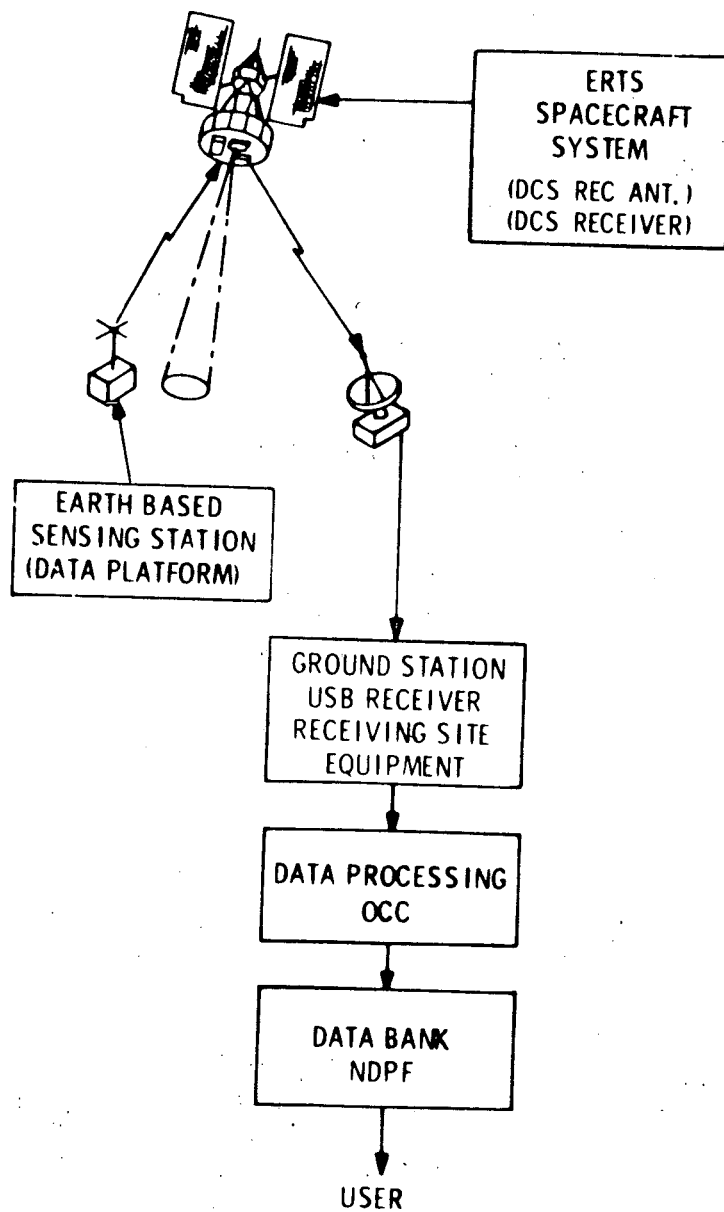 ERTS
SPACECRAFT
SYSTEM
(DCS REC ANT.)
(DCS RECEIVER)
EARTH BASED
SENSING STATION
(DATA PLATFORM)
GROUND STATION
USB RECEIVER
RECEIVING SITE
EQUIPMENT
DATA PROCESSING
OCC
DATA BANK
NDPF
USER